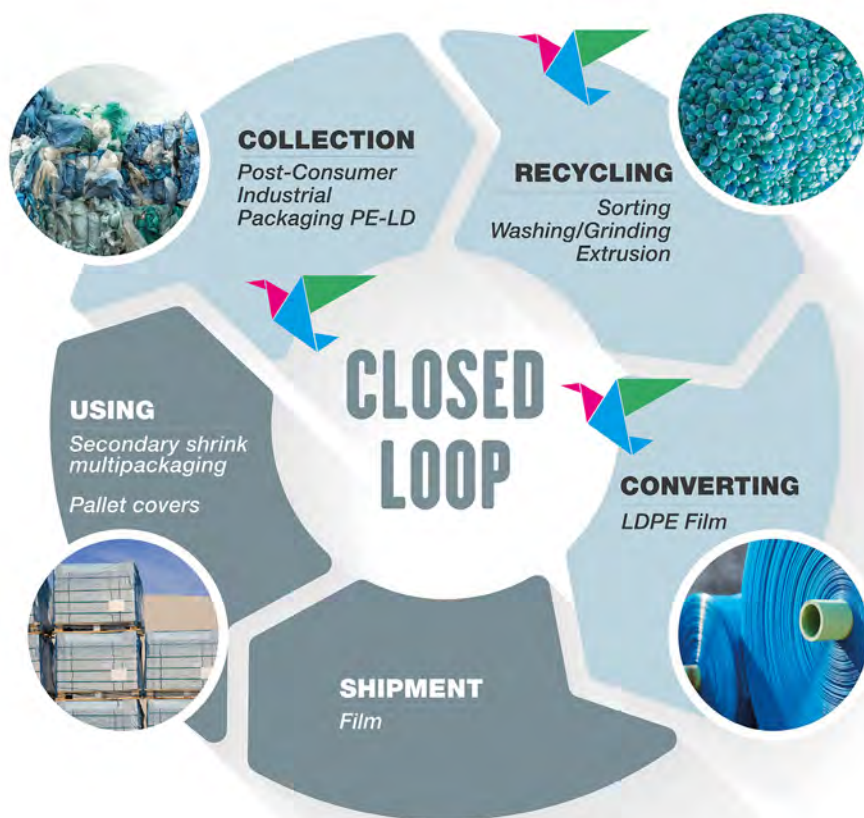 COLLECTION
Post-Consumer
Industrial
Packaging PE-LD
RECYCLING
Sorting
Washing/Grinding
Extrusion
CLOSED
LOOP
USING
Secondary shrink
multipackaging
Pallet covers
CONVERTING
LDPE Film
SHIPMENT
Film